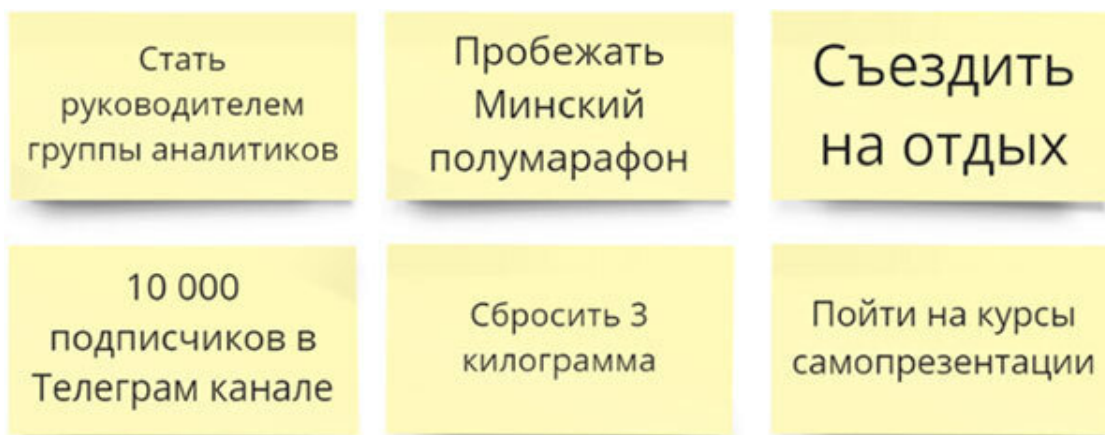 Стать
руководителем
группы аналитиков
Пробежать
Минский
полумарафон
Съездить
на отдых
10 000
подписчиков в
Телеграм канале
Сбросить 3
килограмма
Пойти на курсы
самопрезентации